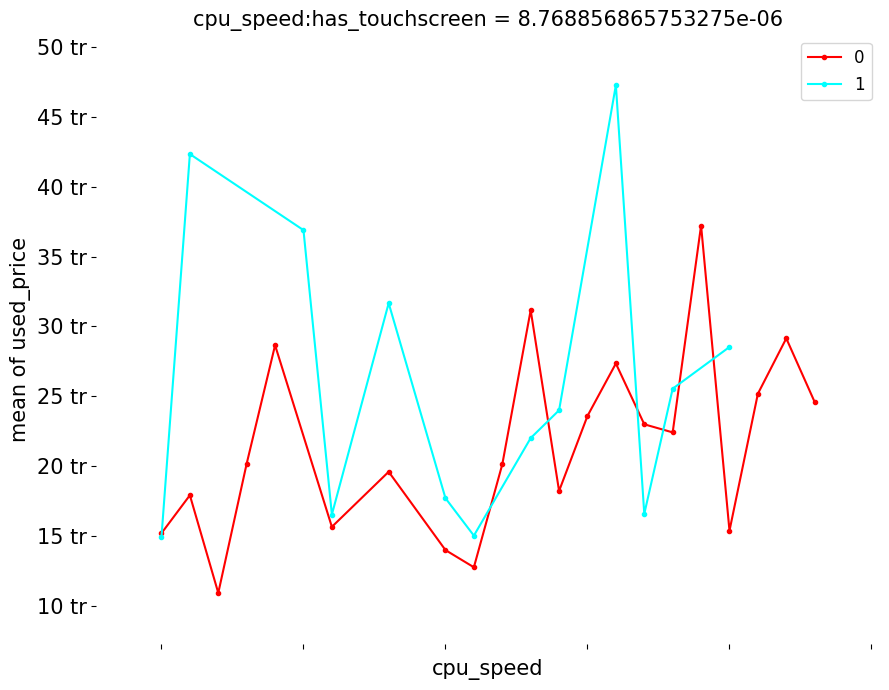 cpu_speed:has_touchscreen = 8.768856865753275e-06
0
1
50 tr
45 tr
40 tr
35 tr
30 tr
25 tr
20 tr
15 tr
10 tr
mean of used_price
cpu_speed